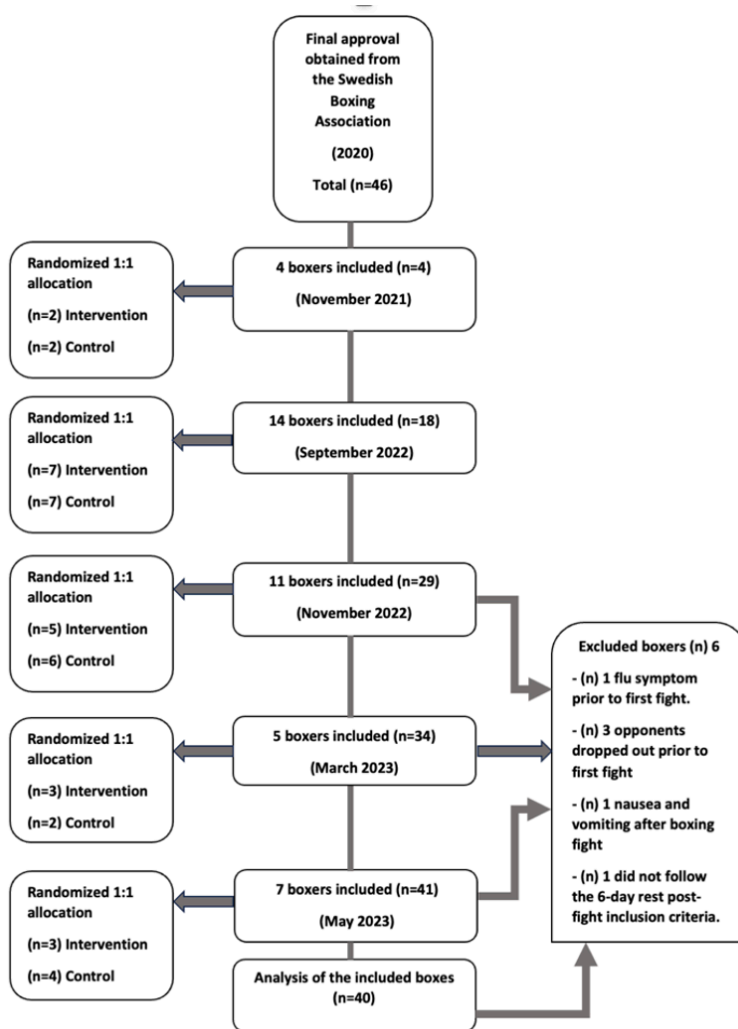 Final approval
obtained from
the Swedish
Boxing
Association
(2020)
Total (n=46)
Randomized 1:1
allocation
(n=2) Intervention
(n=2) Control
4 boxers included (n=4)
(November 2021)
Randomized 1:1
allocation
(n=7) Intervention
(n=7) Control
14 boxers included (n=18)
(September 2022)
Randomized 1:1
allocation
(n=5) Intervention
(n=6) Control
11 boxers included (n=29)
(November 2022)
Excluded boxers (n) 6
- (n) 1 flu symptom
prior to first fight.
- (n) 3 opponents
dropped out prior to
first fight
- (n) 1 nausea and
vomiting after boxing
fight
- (n) 1 did not follow
the 6-day rest post-
fight inclusion criteria.
Randomized 1:1
allocation
(n=3) Intervention
(n=2) Control
5 boxers included (n=34)
(March 2023)
Randomized 1:1
allocation
(n=3) Intervention
(n=4) Control
7 boxers included (n=41)
(May 2023)
Analysis of the included boxes
(n=40)